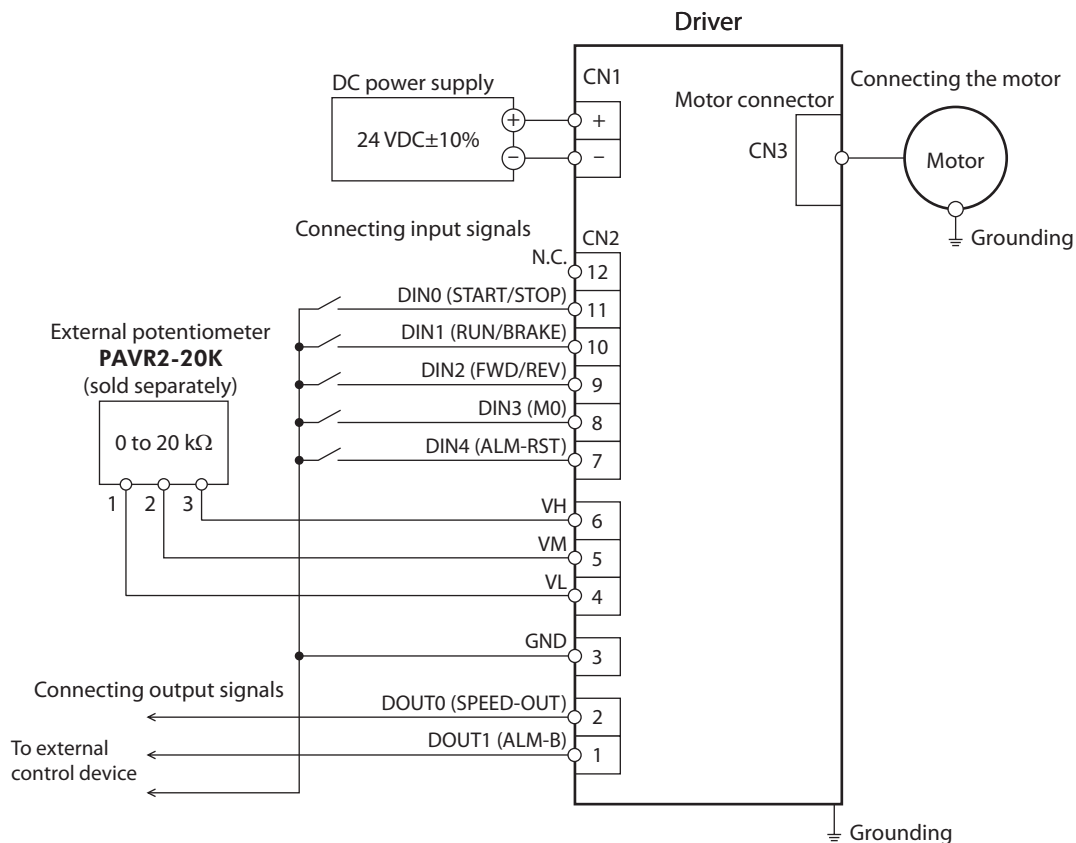 Driver
DC power supply
24 VDC±10%
+
−
CN1
+
−
Motor connector
CN3
Connecting the motor
Motor
Grounding
Connecting input signals
CN2
N.C.
12
DIN0 (START/STOP)
11
DIN1 (RUN/BRAKE)
10
DIN2 (FWD/REV)
9
DIN3 (M0)
8
DIN4 (ALM-RST)
7
External potentiometer
PAVR2-20K
(sold separately)
0 to 20 kΩ
1 2 3
VH
6
VM
5
VL
4
GND
3
Connecting output signals
DOUT0 (SPEED-OUT)
2
DOUT1 (ALM-B)
1
To external
control device
Grounding